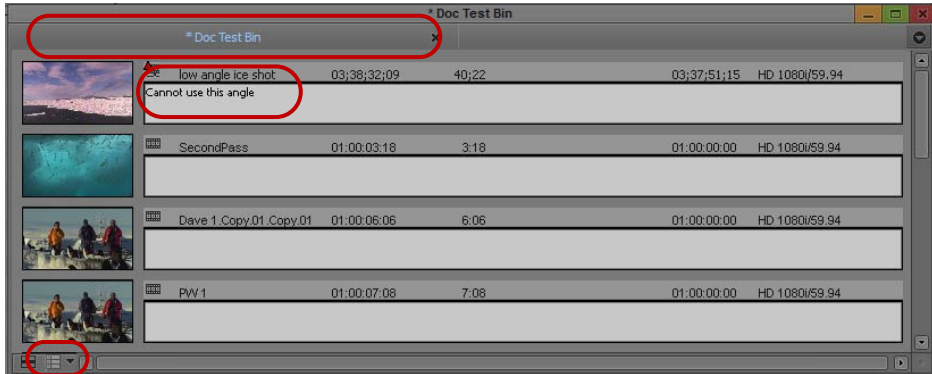 * Doc Test Bin
* Doc Test Bin ×
low angle ice shot 03;38;32;09 40;22 03;37;51;15 HD 1080i/59.94
Cannot use this angle
SecondPass 01:00:03:18 3:18 01:00:00:00 HD 1080i/59.94
Dave 1.Copy.01.Copy.01 01:00:06:06 6:06 01:00:00:00 HD 1080i/59.94
PW 1 01:00:07:08 7:08 01:00:00:00 HD 1080i/59.94